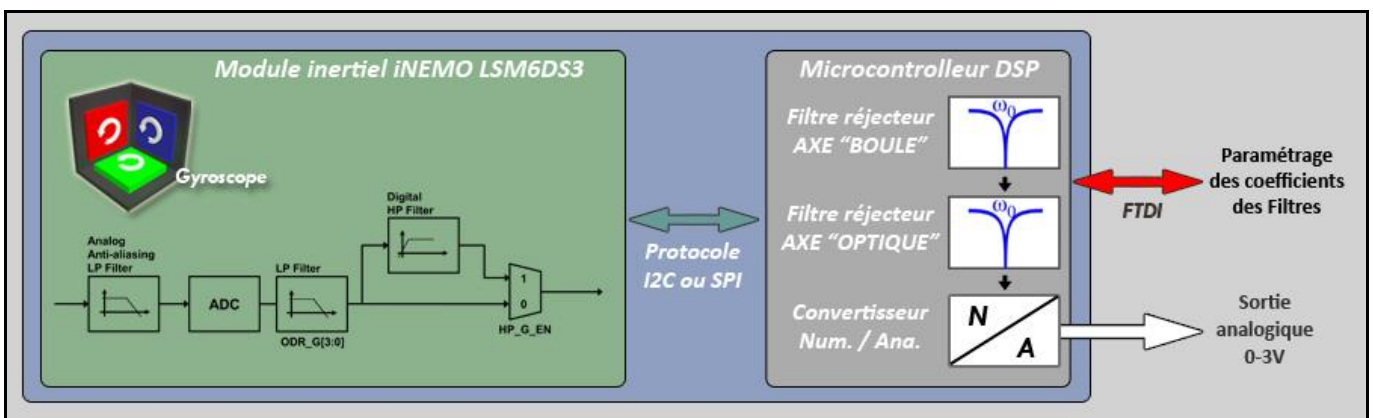 Module inertiel iNEMO LSM6DS3
Gyroscope
Analog
Anti-aliasing
LP Filter
ADC
LP Filter
ODR_G[3:0]
Digital
HP Filter
1
0
HP_G_EN
Protocole
I2C ou SPI
Microcontrolleur DSP
Filtre réjecteur
AXE “BOULE”
ω0
Filtre réjecteur
AXE “OPTIQUE”
ω0
Convertisseur
Num. / Ana.
N
A
FTDI
Paramétrage
des coefficients
des Filtres
Sortie
analogique
0-3V